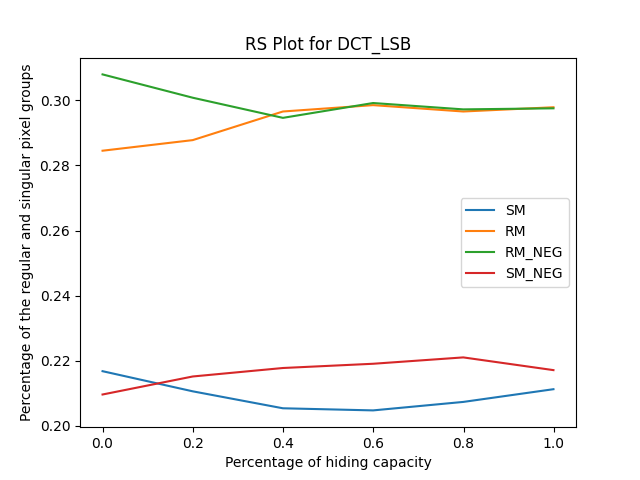 RS Plot for DCT_LSB
Percentage of the regular and singular pixel groups
0.30
0.28
0.26
0.24
0.22
0.20
SM
RM
RM_NEG
SM_NEG
0.0 0.2 0.4 0.6 0.8 1.0
Percentage of hiding capacity